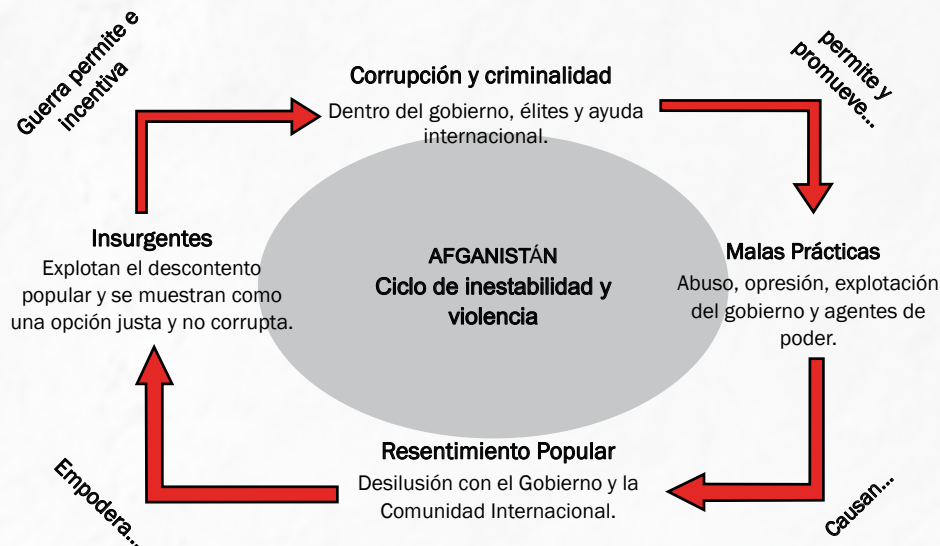 Guerra permite e
incentiva
Corrupción y criminalidad
Dentro del gobierno, élites y ayuda
internacional.
permite y
promueve...
Insurgentes
Explotan el descontento
popular y se muestran como
una opción justa y no corrupta.
AFGANISTÁN
Ciclo de inestabilidad y
violencia
Malas Prácticas
Abuso, opresión, explotación
del gobierno y agentes de
poder.
Resentimiento Popular
Desilusión con el Gobierno y la
Comunidad Internacional.
Empodera...
Causan...